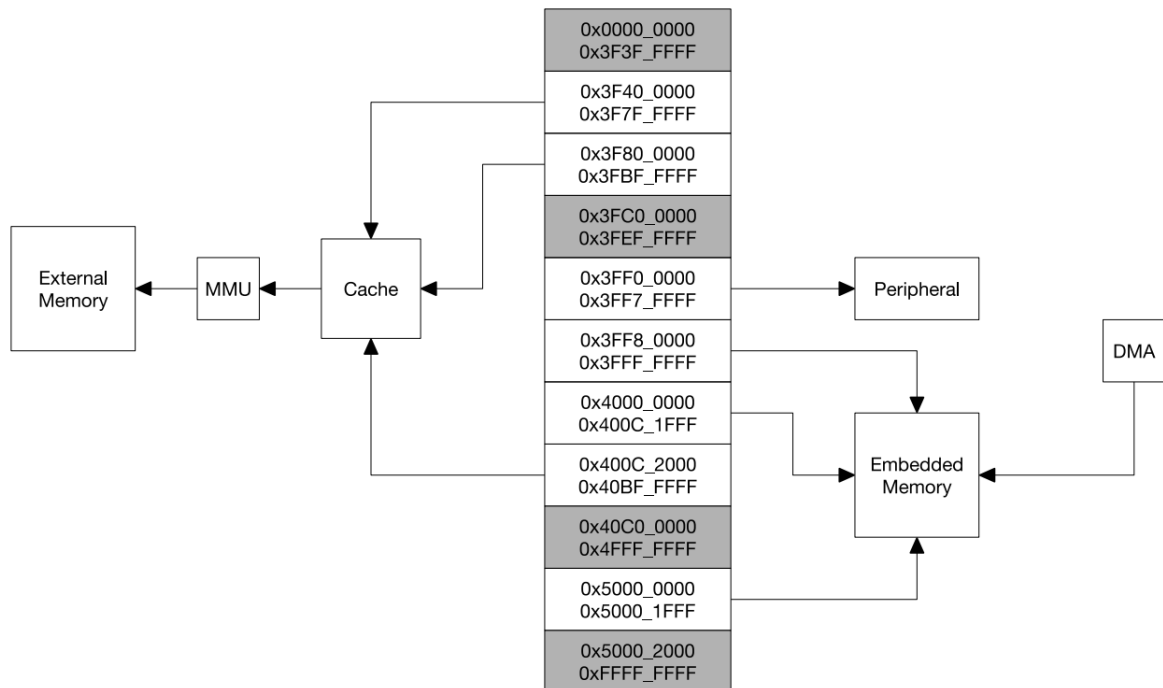 0x0000_0000
0x3F3F_FFFF
0x3F40_0000
0x3F7F_FFFF
0x3F80_0000
0x3FBF_FFFF
0x3FC0_0000
0x3FEF_FFFF
0x3FF0_0000
0x3FF7_FFFF
0x3FF8_0000
0x3FFF_FFFF
0x4000_0000
0x400C_1FFF
0x400C_2000
0x40BF_FFFF
0x40C0_0000
0x4FFF_FFFF
0x5000_0000
0x5000_1FFF
0x5000_2000
0xFFFF_FFFF
External
Memory
MMU
Cache
Peripheral
DMA
Embedded
Memory